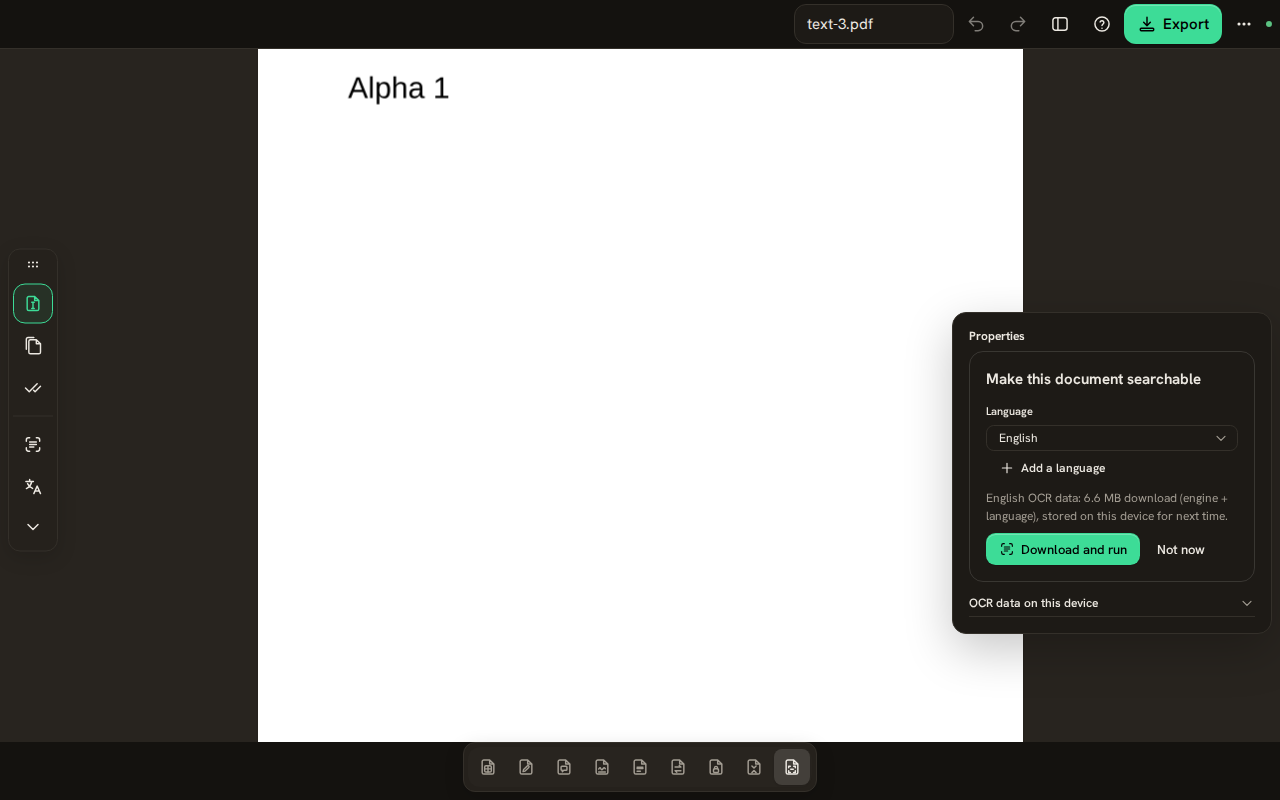 text-3.pdf
Export
Alpha 1
Properties
Make this document searchable
Language
English
Add a language
English OCR data: 6.6 MB download (engine +
language), stored on this device for next time.
Download and run
Not now
OCR data on this device